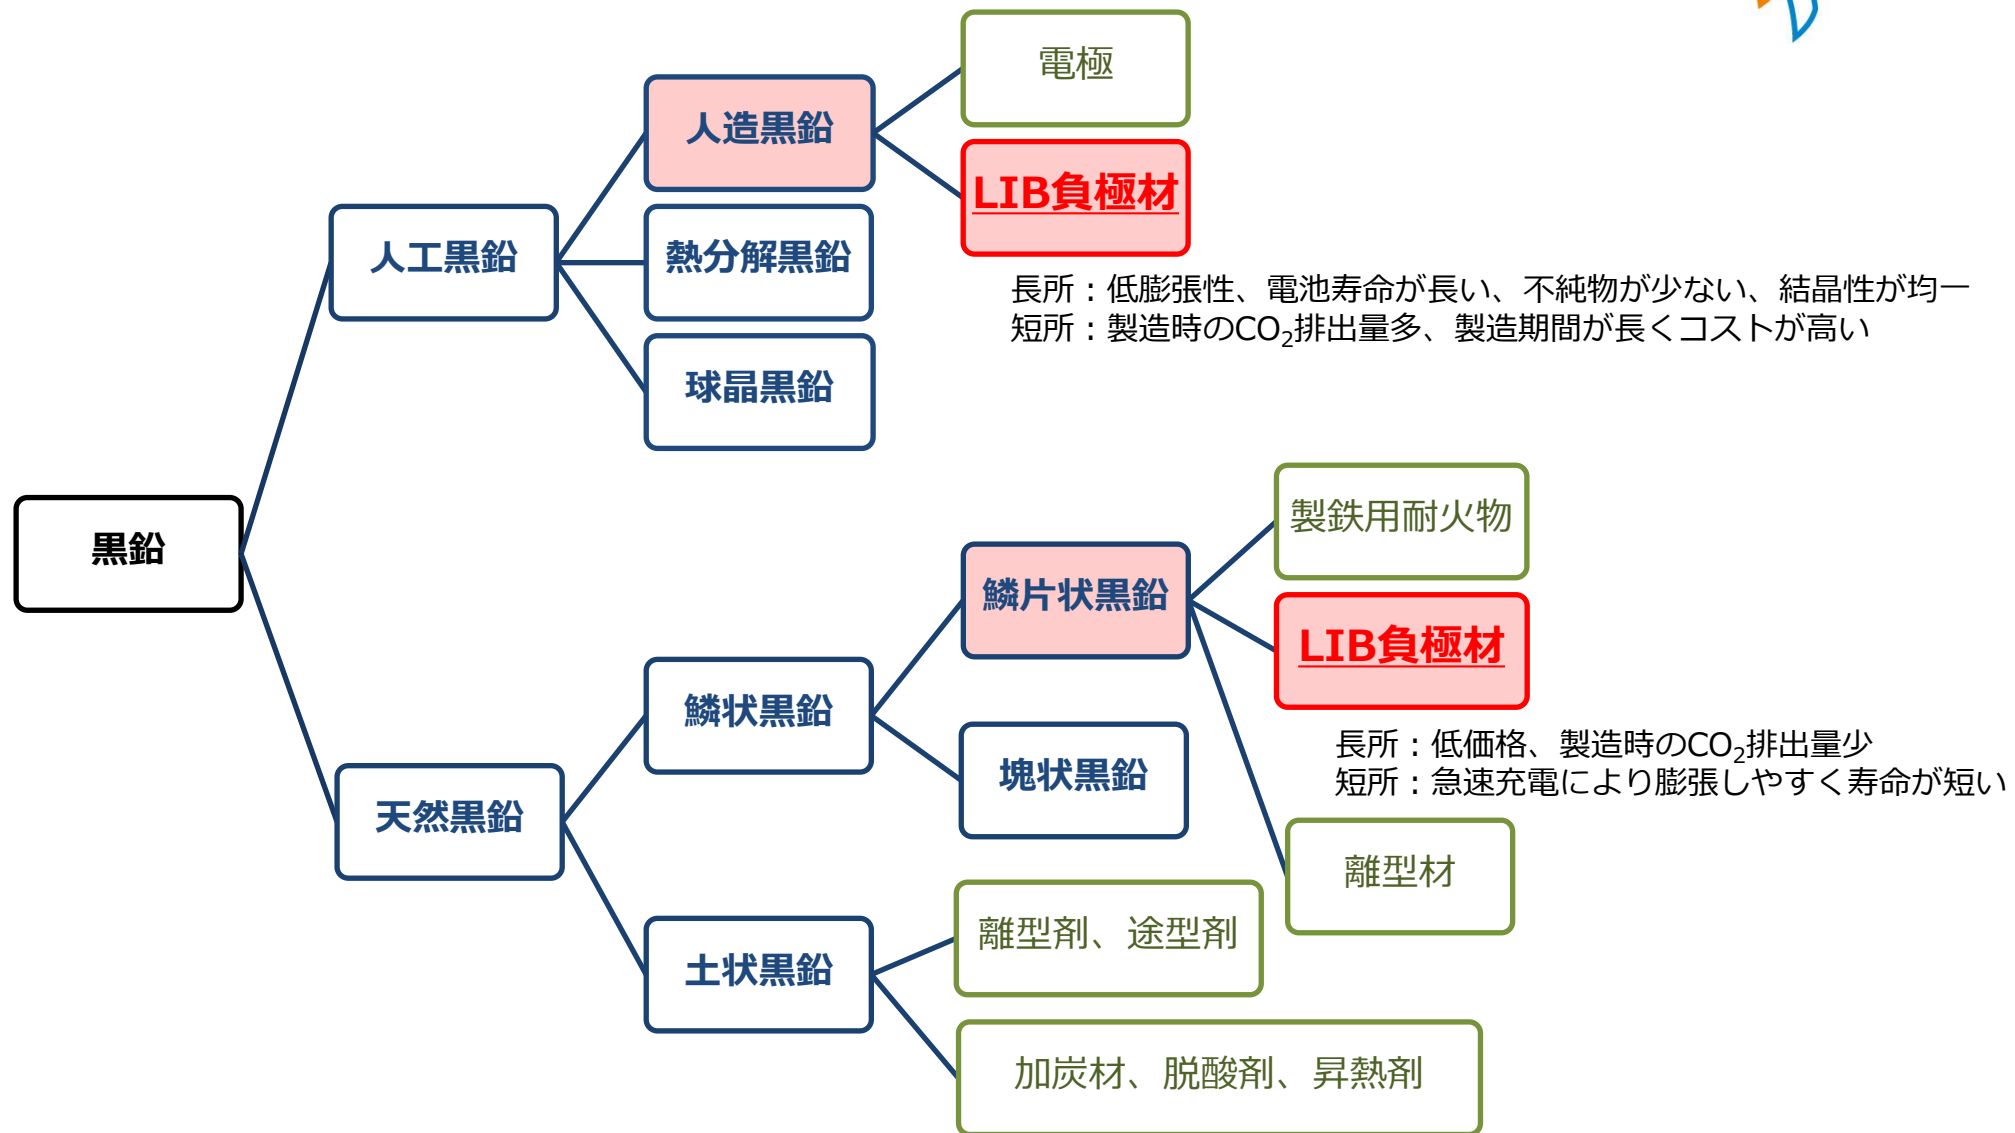 電極
人造黒鉛
LIB負極材
人工黒鉛
熱分解黒鉛
長所：低膨張性、電池寿命が長い、不純物が少ない、結晶性が均一
短所：製造時のCO₂排出量多、製造期間が長くコストが高い
球晶黒鉛
黒鉛
製鉄用耐火物
鱗片状黒鉛
LIB負極材
鱗状黒鉛
長所：低価格、製造時のCO₂排出量少
塊状黒鉛
短所：急速充電により膨張しやすく寿命が短い
天然黒鉛
離型材
離型剤、途型剤
土状黒鉛
加炭材、脱酸剤、昇熱剤